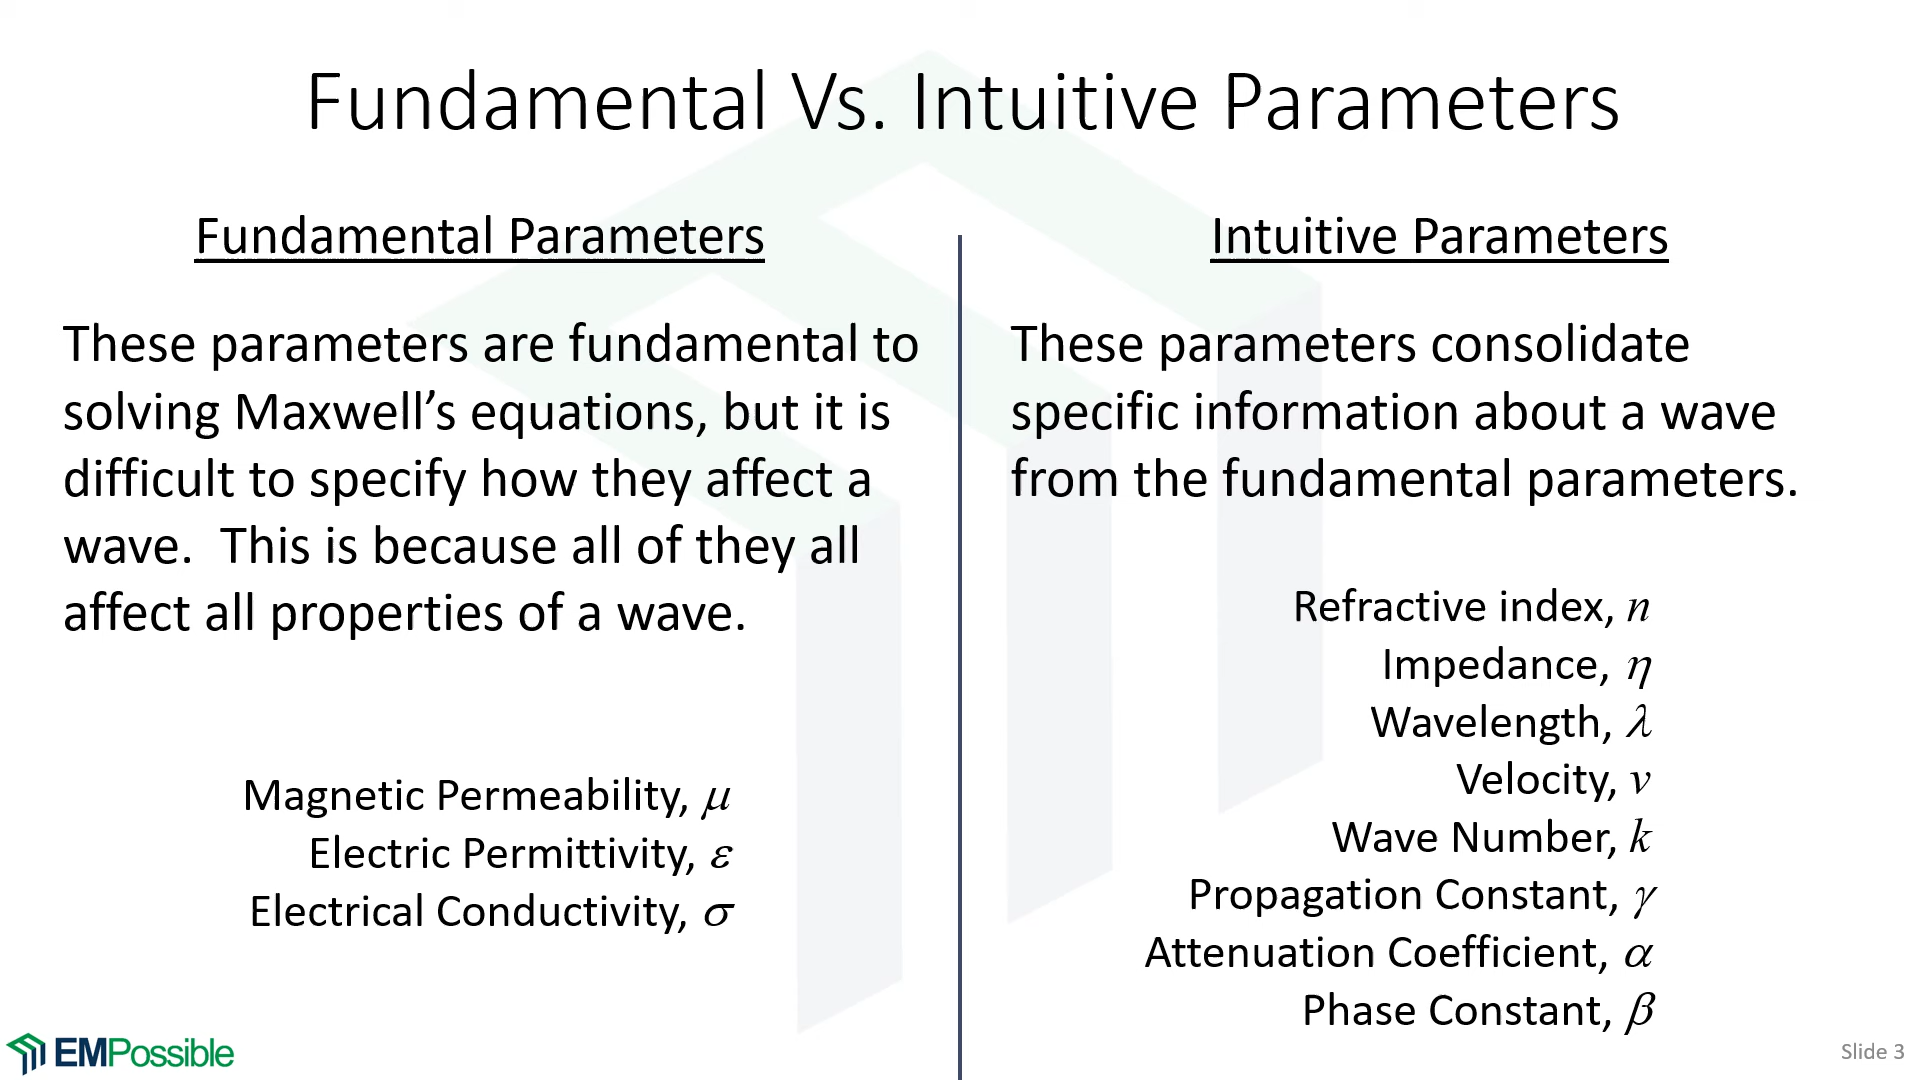 Fundamental Vs. Intuitive Parameters
Fundamental Parameters
These parameters are fundamental to
solving Maxwell’s equations, but it is
difficult to specify how they affect a
wave.  This is because all of they all
affect all properties of a wave.
Magnetic Permeability, μ
Electric Permittivity, ε
Electrical Conductivity, σ
Intuitive Parameters
These parameters consolidate
specific information about a wave
from the fundamental parameters.
Refractive index, n
Impedance, η
Wavelength, λ
Velocity, v
Wave Number, k
Propagation Constant, γ
Attenuation Coefficient, α
Phase Constant, β
EMPossible
Slide 3